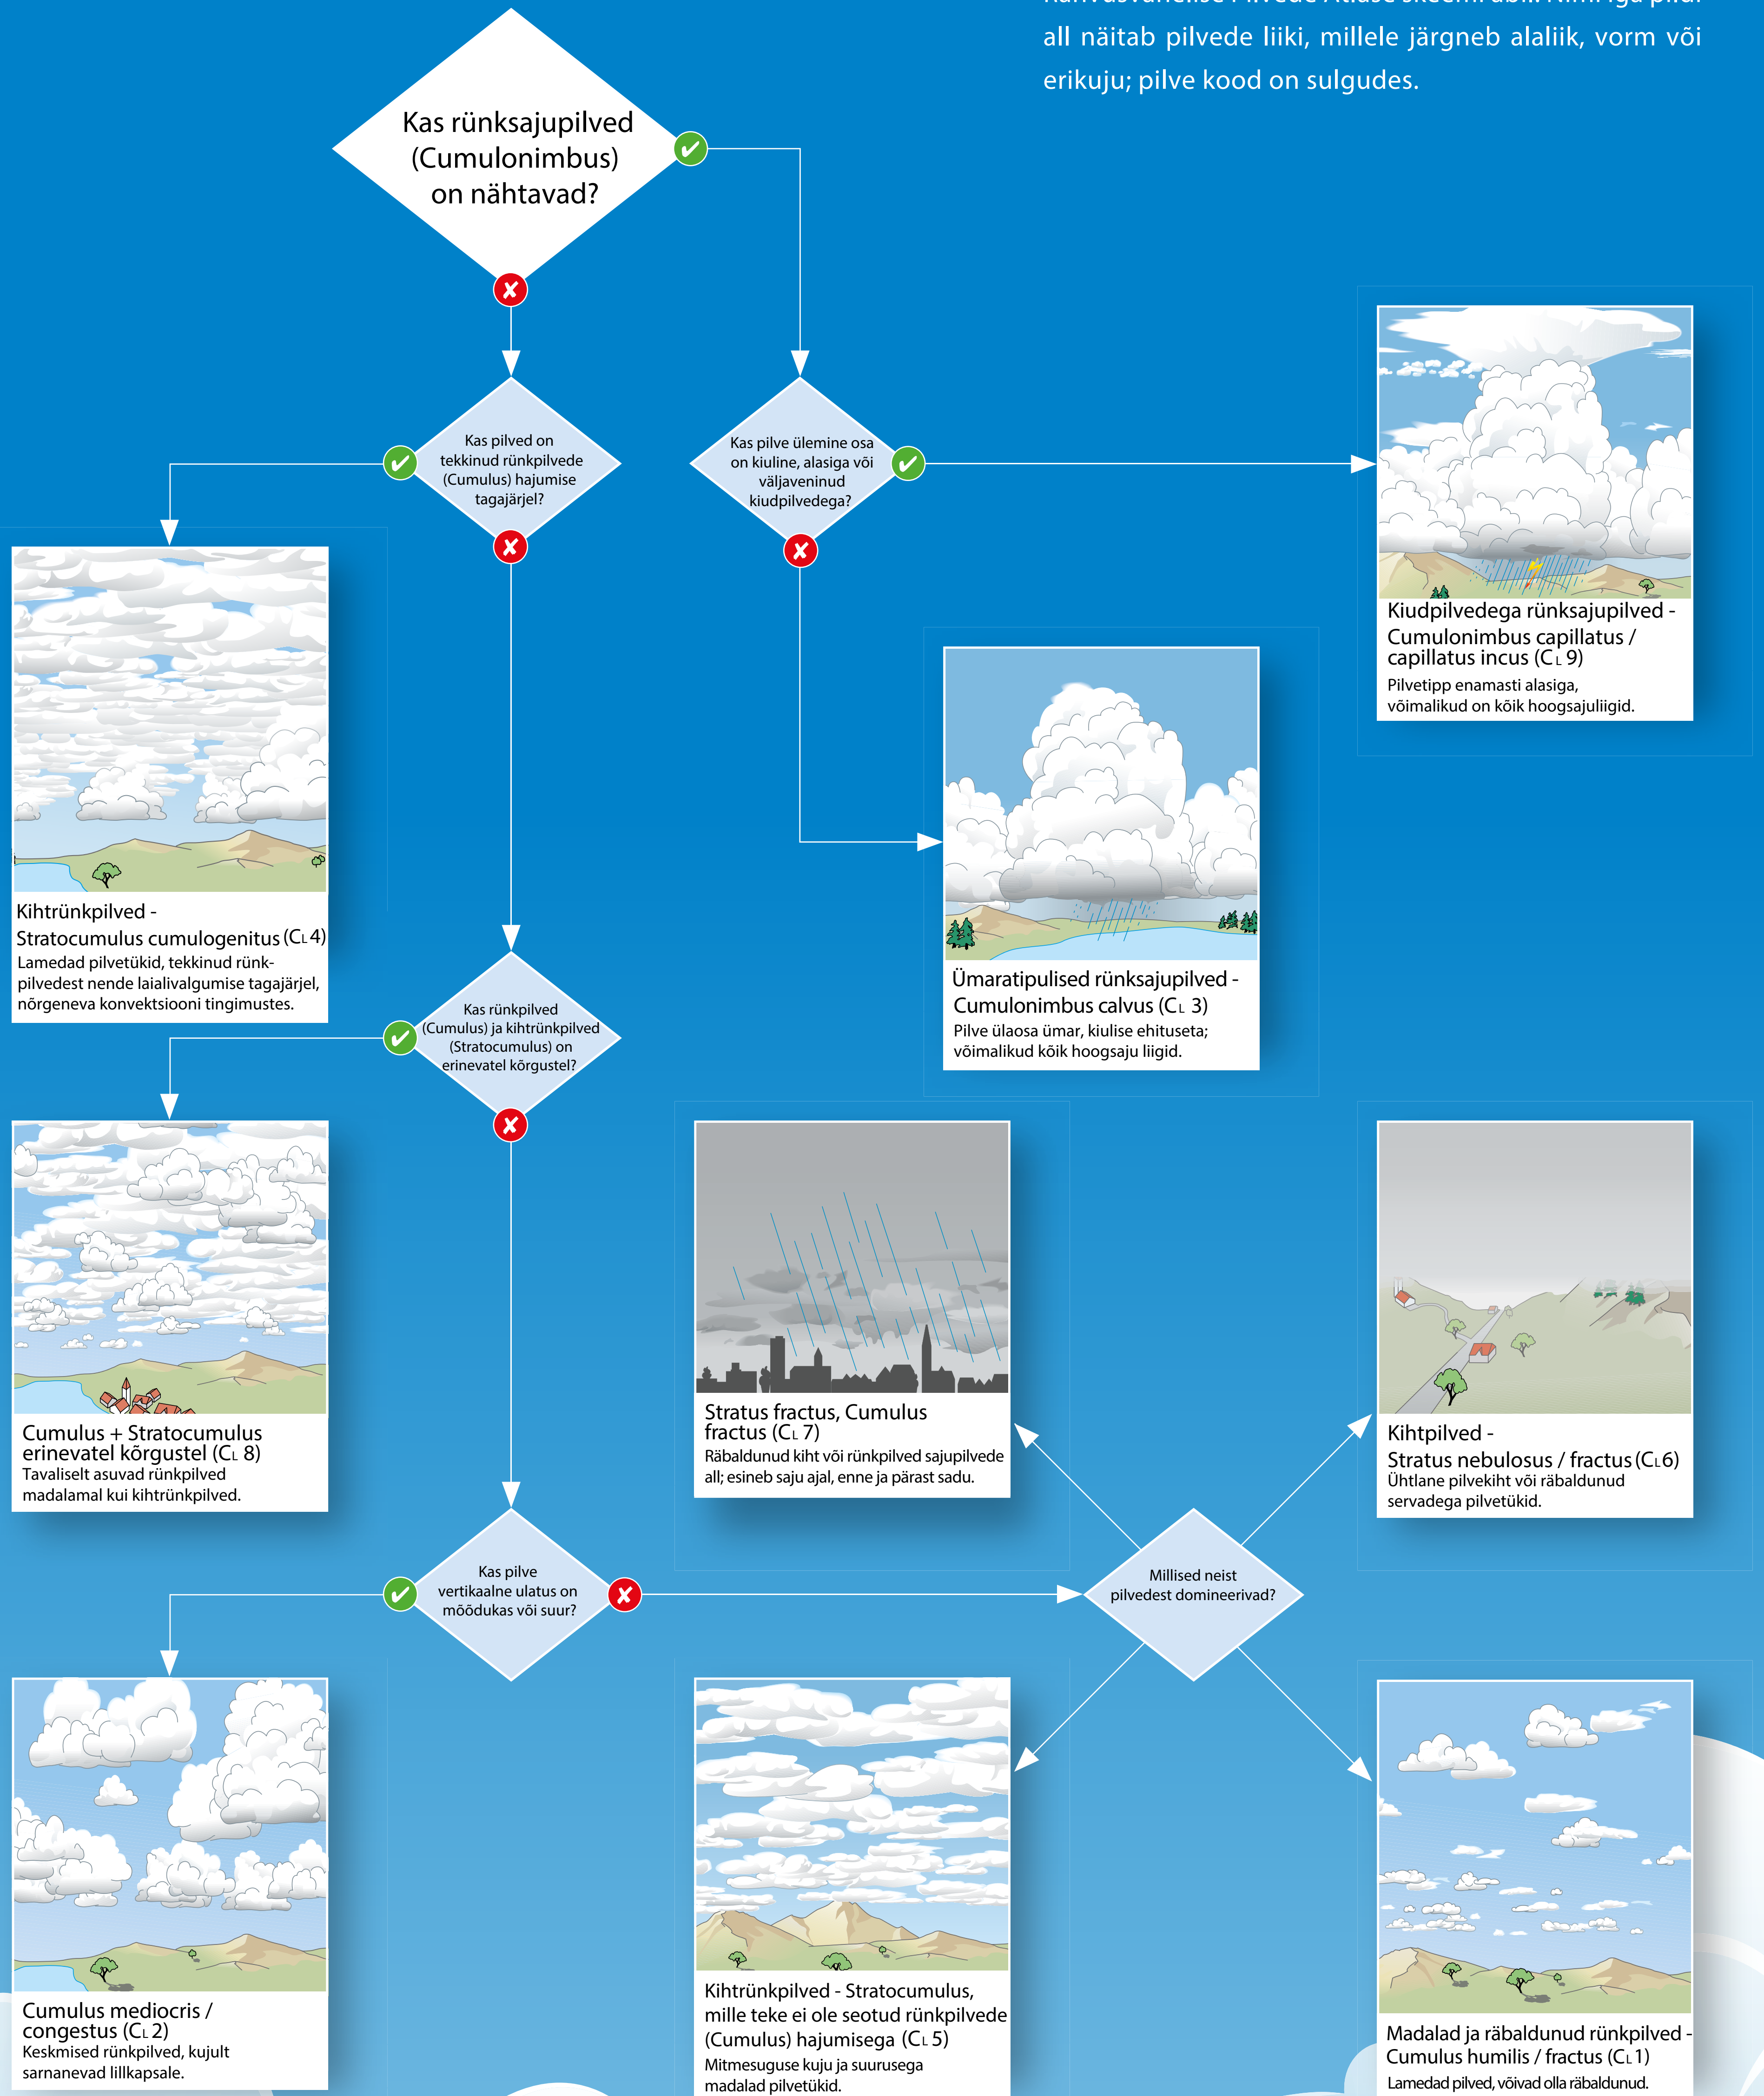 all näitab pilvede liiki, millele järgneb alaliik, vorm või
erikuju; pilve kood on sulgudes.
Kas rünksajupilved
(Cumulonimbus)
on nähtavad?
Kas pilved on
tekkinud rünkpilvede
(Cumulus) hajumise
tagajärjel?
Kas pilve ülemine osa
on kiuline, alasiga või
väljaveninud
kiudpilvedega?
Kiudpilvedega rünksajupilved -
Cumulonimbus capillatus /
capillatus incus (CL 9)
Pilvetipp enamasti alasiga,
võimalikud on kõik hoogsajuliigid.
Kihtrünkpilved -
Stratocumulus cumulogenitus (CL 4)
Lamedad pilvetükid, tekkinud rünk-
pilvedest nende laialivalgumise tagajärjel,
nõrgeneva konvektsiooni tingimustes.
Ümaratipulised rünksajupilved -
Cumulonimbus calvus (CL 3)
Pilve ülaosa ümar, kiulise ehituseta;
võimalikud kõik hoogsaju liigid.
Kas rünkpilved
(Cumulus) ja kihtrünkpilved
(Stratocumulus) on
erinevatel kõrgustel?
Cumulus + Stratocumulus
erinevatel kõrgustel (CL 8)
Tavaliselt asuvad rünkpilved
madalamal kui kihtrünkpilved.
Stratus fractus, Cumulus
fractus (CL 7)
Räbaldunud kiht või rünkpilved sajupilvede
all; esineb saju ajal, enne ja pärast sadu.
Kihtpilved -
Stratus nebulosus / fractus (CL 6)
Ühtlane pilvekiht või räbaldunud
servadega pilvetükid.
Kas pilve
vertikaalne ulatus on
mõõdukas või suur?
Millised neist
pilvedest domineerivad?
Cumulus mediocris /
congestus (CL 2)
Keskmised rünkpilved, kujult
sarnanevad lillkapsale.
Kihtrünkpilved - Stratocumulus,
mille teke ei ole seotud rünkpilvede
(Cumulus) hajumisega (CL 5)
Mitmesuguse kuju ja suurusega
madalad pilvetükid.
Madalad ja räbaldunud rünkpilved -
Cumulus humilis / fractus (CL 1)
Lamedad pilved, võivad olla räbaldunud.